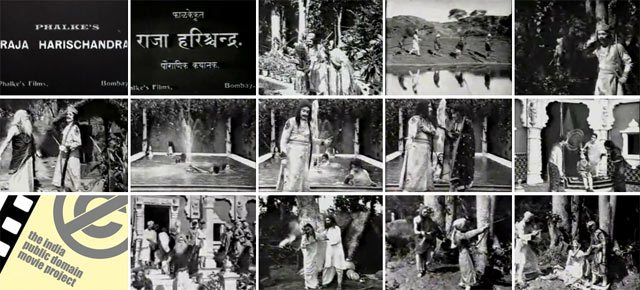 PHALKE'S
RAJA HARISCHANDRA
Phalke's Films,
Bombay
फाळकेकृत
राजा हरिश्चन्द्र.
पौराणिक कथानक.
alke's Films,
Bombay.
the india
public domain
movie project